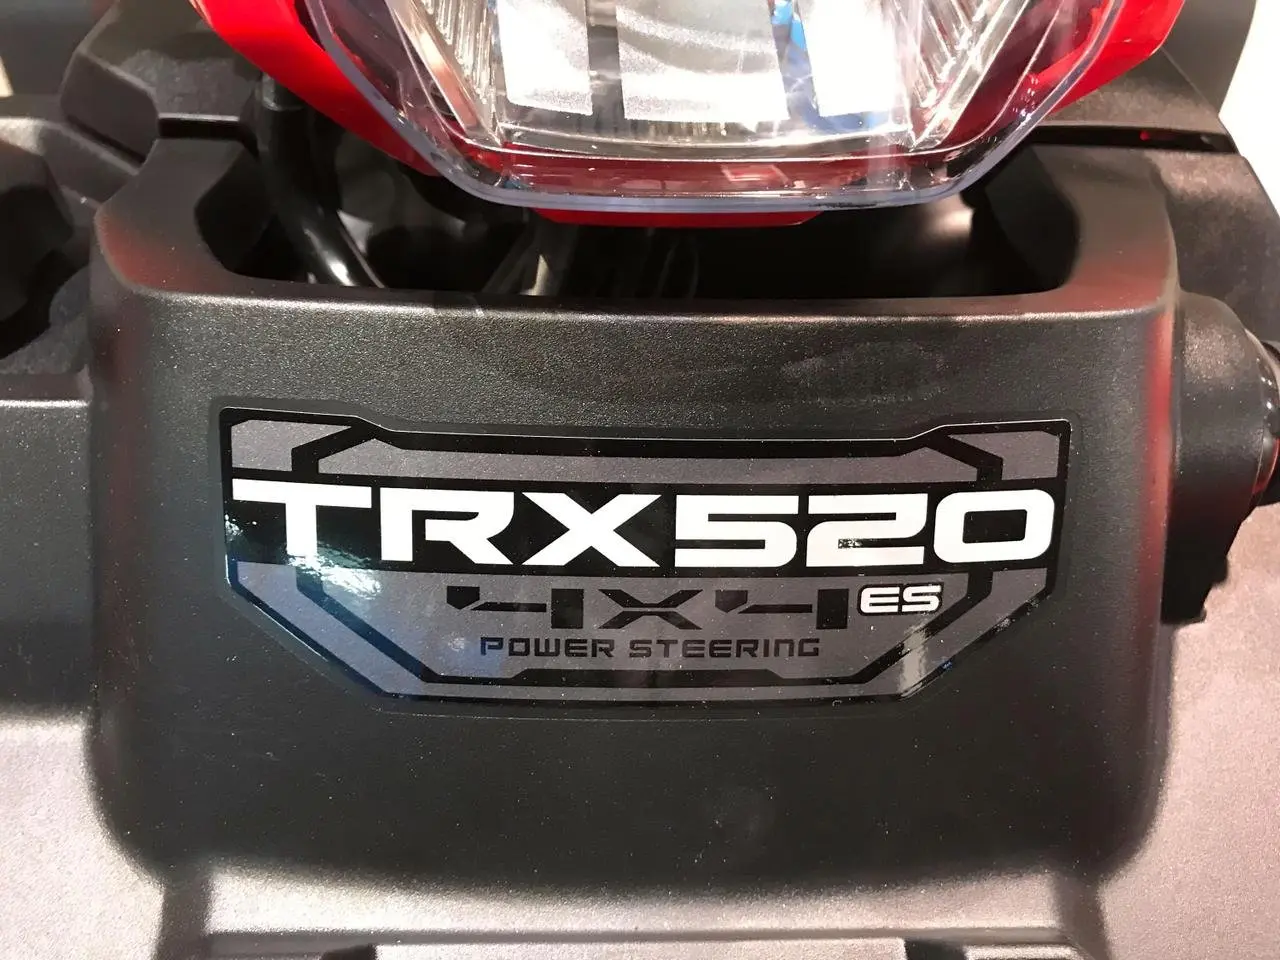 TRX520
4X4 ES
POWER STEERING